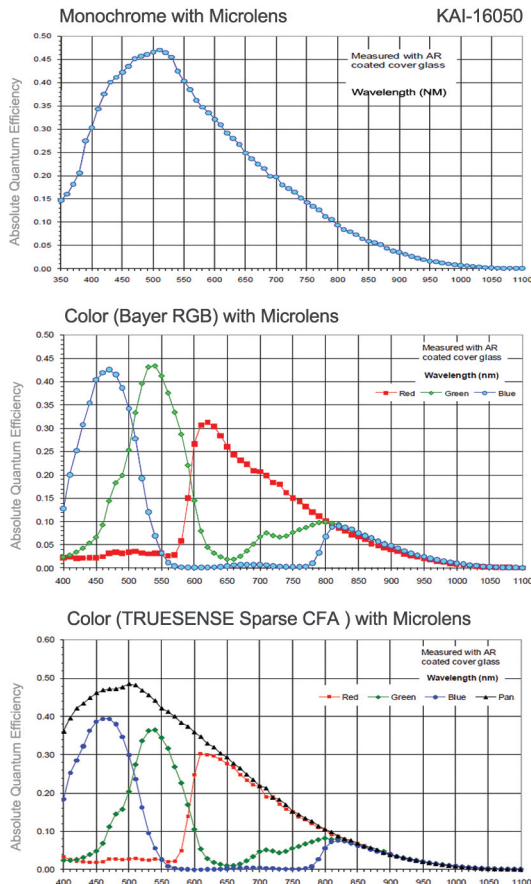 Monochrome with Microlens KAI-16050
Absolute Quantum Efficiency
0.50
0.45
0.40
0.35
0.30
0.25
0.20
0.15
0.10
0.05
0.00
Measured with AR
coated cover glass
Wavelength (NM)
350 400 450 500 550 600 650 700 750 800 850 900 950 1000 1050 1100
Color (Bayer RGB) with Microlens
Absolute Quantum Efficiency
0.50
0.45
0.40
0.35
0.30
0.25
0.20
0.15
0.10
0.05
0.00
Measured with AR
coated cover glass
Wavelength (nm)
Red Green Blue
400 450 500 550 600 650 700 750 800 850 900 950 1000 1050 1100
Color (TRUESENSE Sparse CFA ) with Microlens
Absolute Quantum Efficiency
0.60
0.50
0.40
0.30
0.20
0.10
0.00
Measured with AR
coated cover glass
Wavelength (nm)
Red Green Blue Pan
400 450 500 550 600 650 700 750 800 850 900 950 1000 1050 1100